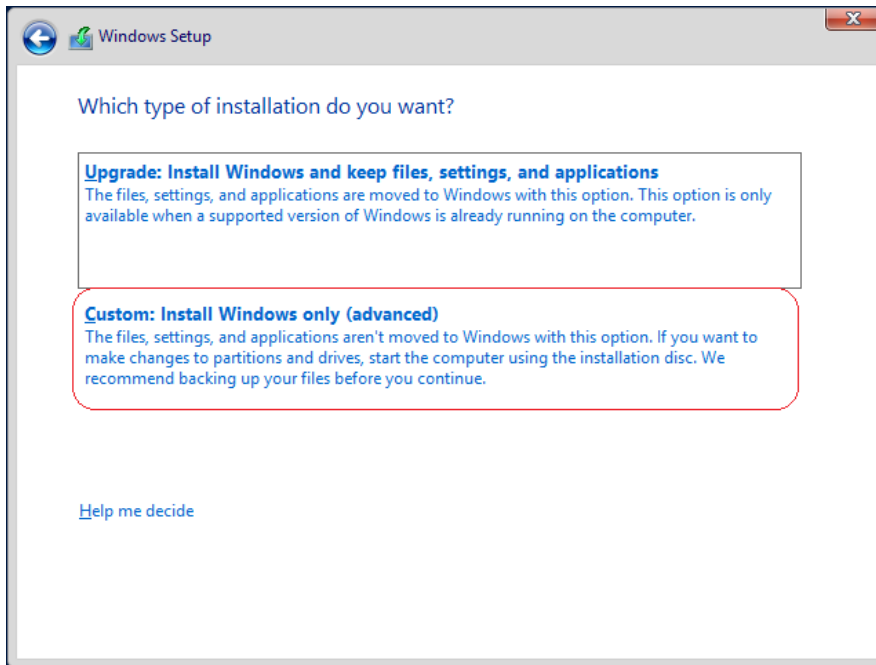 Windows Setup
Which type of installation do you want?
Upgrade: Install Windows and keep files, settings, and applications
The files, settings, and applications are moved to Windows with this option. This option is only
available when a supported version of Windows is already running on the computer.
Custom: Install Windows only (advanced)
The files, settings, and applications aren't moved to Windows with this option. If you want to
make changes to partitions and drives, start the computer using the installation disc. We
recommend backing up your files before you continue.
Help me decide